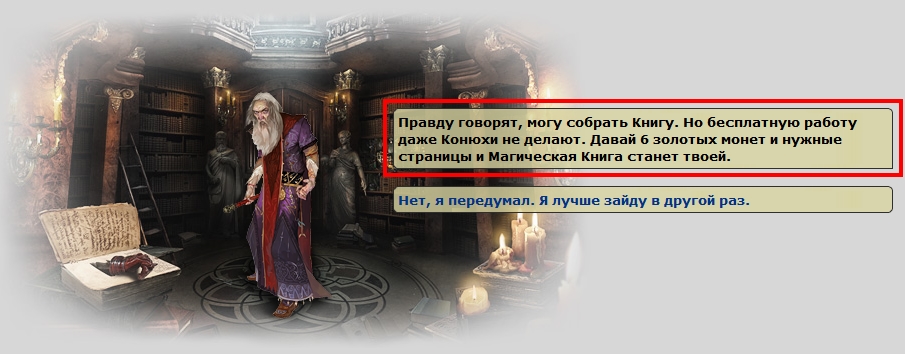 Правду говорят, могу собрать Книгу. Но бесплатную работу
даже Конюхи не делают. Давай 6 золотых монет и нужные
страницы и Магическая Книга станет твоей.
Нет, я передумал. Я лучше зайду в другой раз.